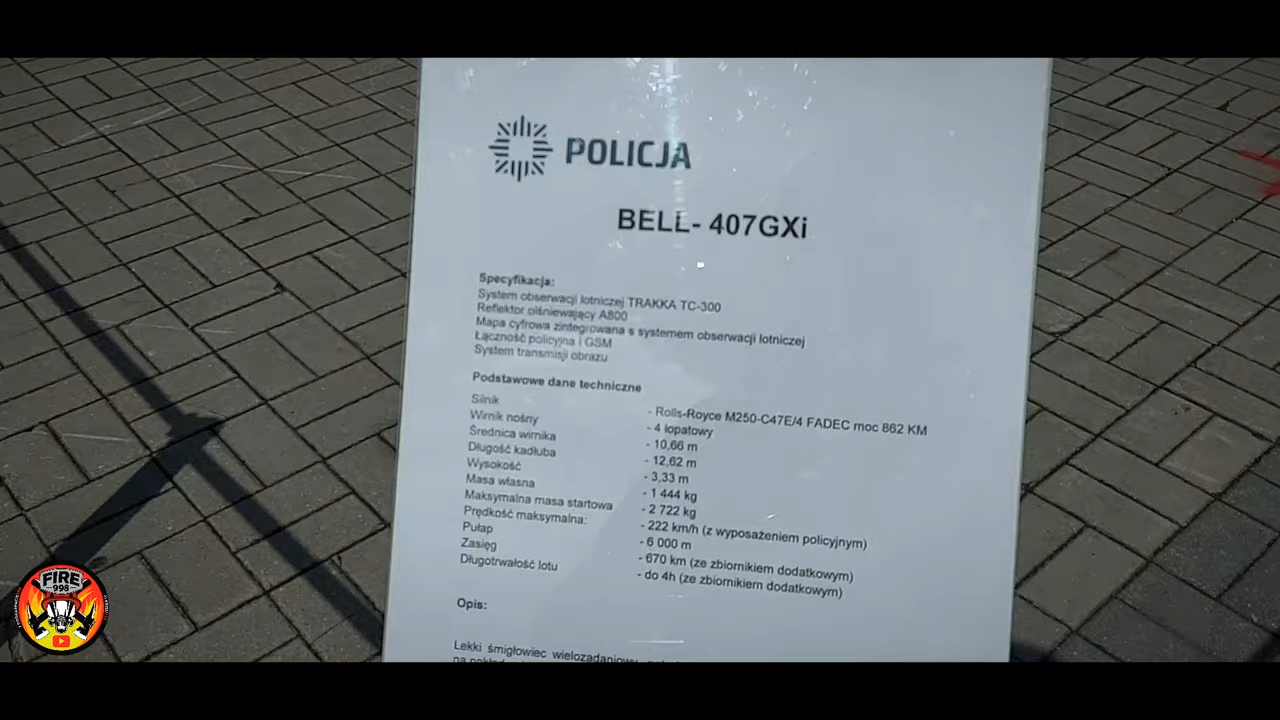 POLICJA
BELL- 407GXi
Specyfikacja:
System obserwacji lotniczej TRAKKA TC-300
Reflektor olśniewający A800
Mapa cyfrowa zintegrowana s systemem obserwacji lotniczej
Łączność policyjna i GSM
System transmisji obrazu
Podstawowe dane techniczne
Silnik - Rolls-Royce M250-C47E/4 FADEC moc 862 KM
Wirnik nośny - 4 łopatowy
Średnica wirnika - 10,66 m
Długość kadłuba - 12,62 m
Wysokość - 3,33 m
Masa własna - 1 444 kg
Maksymalna masa startowa - 2 722 kg
Prędkość maksymalna: - 222 km/h (z wyposażeniem policyjnym)
Pułap - 6 000 m
Zasięg - 670 km (ze zbiornikiem dodatkowym)
Długotrwałość lotu - do 4h (ze zbiornikiem dodatkowym)
Opis:
Lekki śmigłowiec wielozadaniowy
FIRE
998